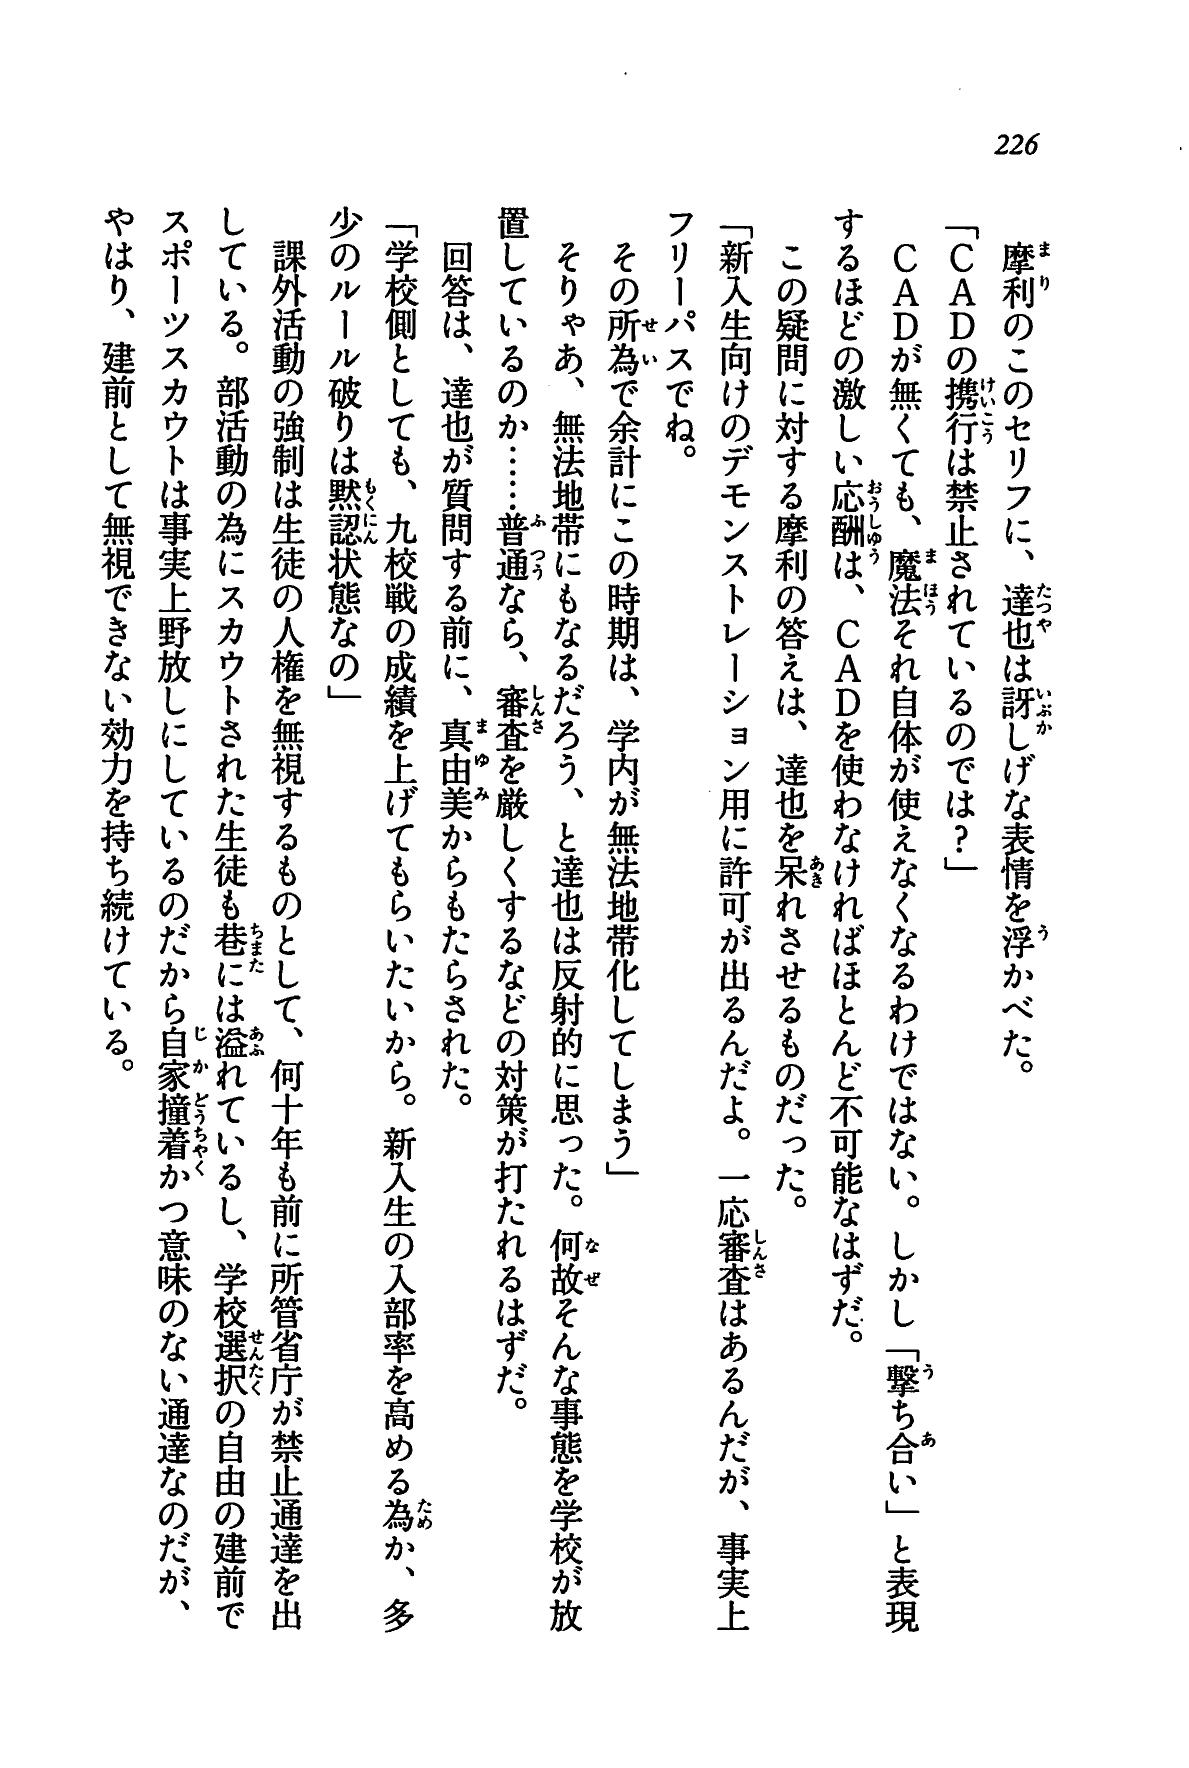 226
摩利のこのセリフに、達也は訝しげな表情を浮かべた。
「CADの携行は禁止されているのでは？」
CADが無くても、魔法それ自体が使えなくなるわけではない。しかし「撃ち合い」と表現
するほどの激しい応酬は、CADを使わなければほとんど不可能なはずだ。
この疑問に対する摩利の答えは、達也を呆れさせるものだった。
「新入生向けのデモンストレーション用に許可が出るんだよ。一応審査はあるんだが、事実上
フリーパスでね。
その所為で余計にこの時期は、学内が無法地帯化してしまう」
そりゃあ、無法地帯にもなるだろう、と達也は反射的に思った。何故そんな事態を学校が放
置しているのか……普通なら、審査を厳しくするなどの対策が打たれるはずだ。
回答は、達也が質問する前に、真由美からもたらされた。
「学校側としても、九校戦の成績を上げてもらいたいから。新入生の入部率を高める為か、多
少のルール破りは黙認状態なの」
課外活動の強制は生徒の人権を無視するものとして、何十年も前に所管省庁が禁止通達を出
している。部活動の為にスカウトされた生徒も巷には溢れているし、学校選択の自由の建前で
スポーツスカウトは事実上野放しにしているのだから自家撞着かつ意味のない通達なのだが、
やはり、建前として無視できない効力を持ち続けている。